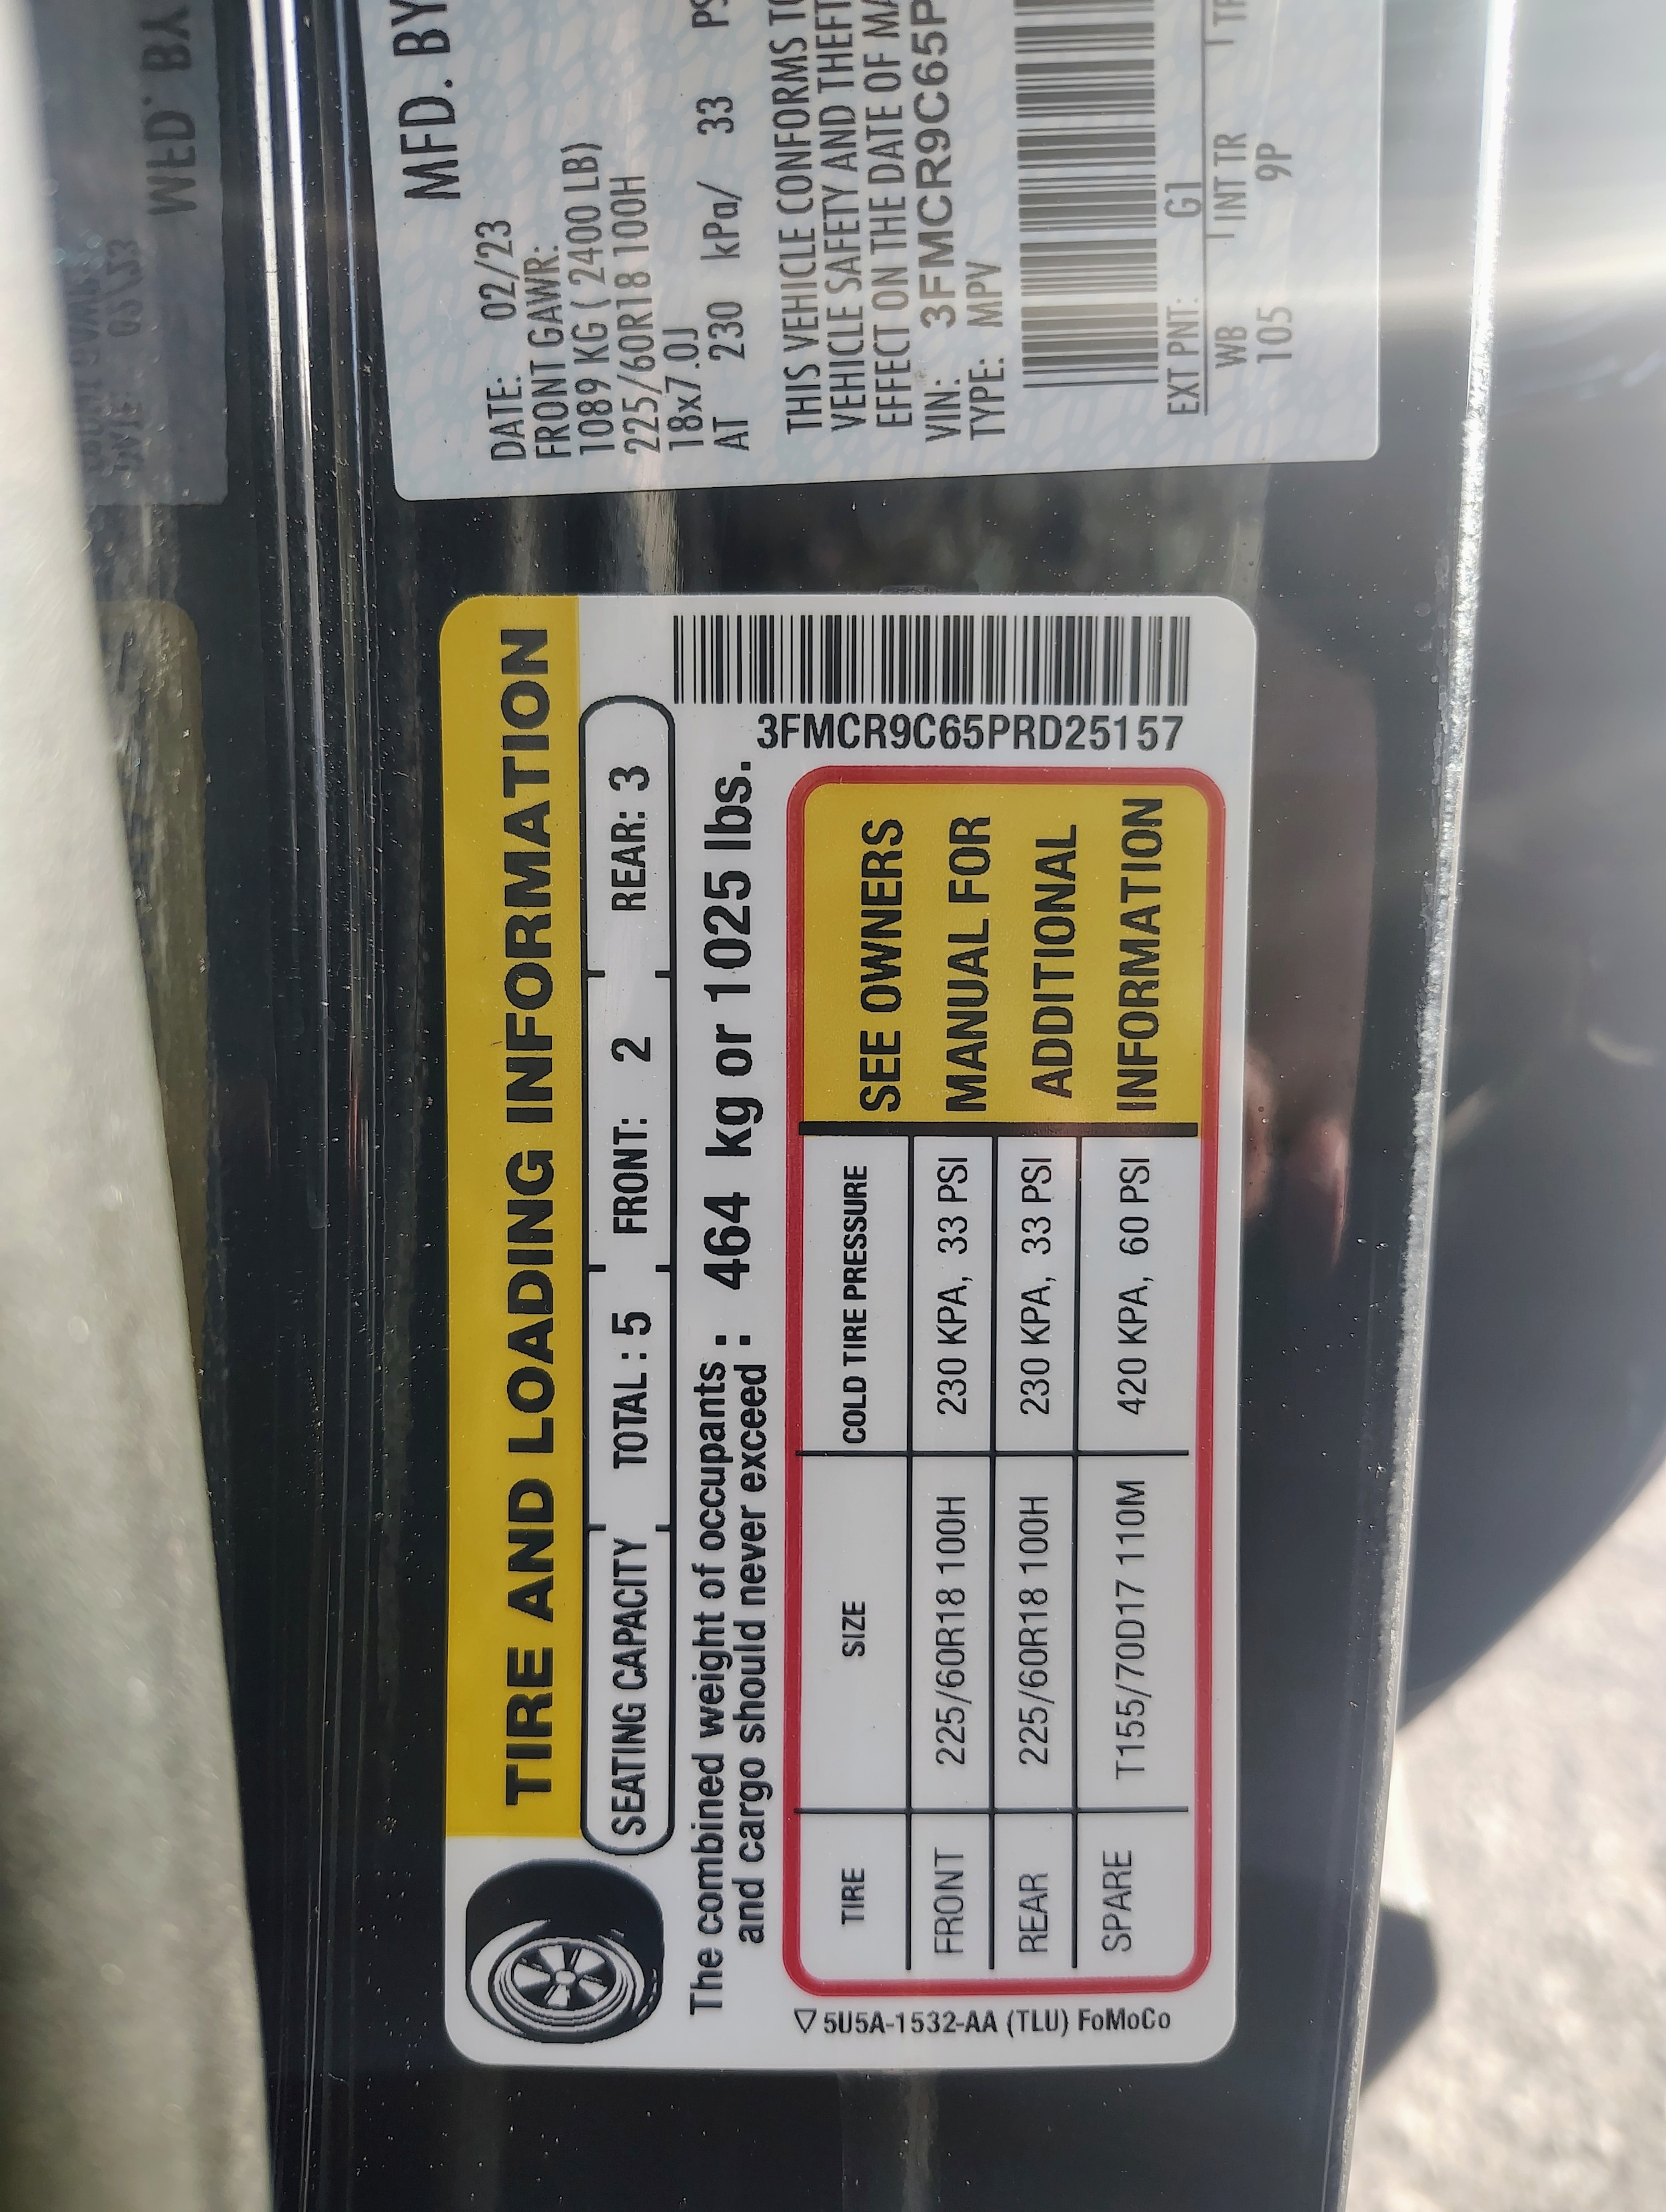 TIRE AND LOADING INFORMATION
SEATING CAPACITY TOTAL : 5 FRONT: 2 REAR: 3
The combined weight of occupants : 464 kg or 1025 lbs.
and cargo should never exceed :
3FMCR9C65PRD25157
TIRE SIZE COLD TIRE PRESSURE
FRONT 225/60R18 100H 230 KPA, 33 PSI
REAR 225/60R18 100H 230 KPA, 33 PSI
SPARE T155/70D17 110M 420 KPA, 60 PSI
SEE OWNERS
MANUAL FOR
ADDITIONAL
INFORMATION
5U5A-1532-AA (TLU) FoMoCo
MFD. BY
DATE: 02/23
FRONT GAWR:
1089 KG ( 2400 LB)
225/60R18 100H
18x7.0J
AT 230 kPa/ 33 PS
THIS VEHICLE CONFORMS TO
VEHICLE SAFETY AND THEFT
EFFECT ON THE DATE OF MA
VIN: 3FMCR9C65P
TYPE: MPV
EXT PNT: G1
WB INT TR
105 9P